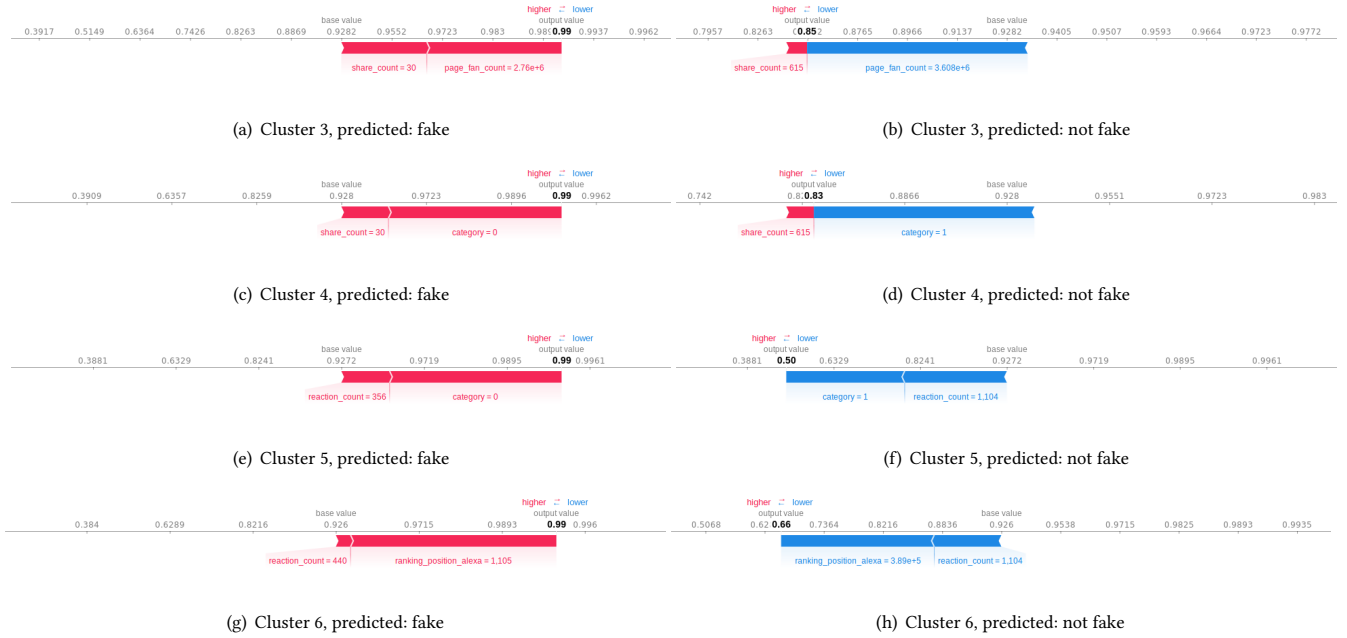 higher ⇄ lower
base value output value
0.3917 0.5149 0.6364 0.7426 0.8263 0.8869 0.9282 0.9552 0.9723 0.983 0.989 0.99 0.9937 0.9962
share_count = 30 page_fan_count = 2.76e+6
(a) Cluster 3, predicted: fake
higher ⇄ lower
output value base value
0.7957 0.8263 0.85 2 0.8765 0.8966 0.9137 0.9282 0.9405 0.9507 0.9593 0.9664 0.9723 0.9772
share_count = 615 page_fan_count = 3.608e+6
(b) Cluster 3, predicted: not fake
higher ⇄ lower
base value output value
0.3909 0.6357 0.8259 0.928 0.9723 0.9896 0.99 0.9962
share_count = 30 category = 0
(c) Cluster 4, predicted: fake
higher ⇄ lower
output value base value
0.742 0.8 0.83 0.8866 0.928 0.9551 0.9723 0.983
share_count = 615 category = 1
(d) Cluster 4, predicted: not fake
higher ⇄ lower
base value output value
0.3881 0.6329 0.8241 0.9272 0.9719 0.9895 0.99 0.9961
reaction_count = 356 category = 0
(e) Cluster 5, predicted: fake
higher ⇄ lower
output value base value
0.3881 0.50 0.6329 0.8241 0.9272 0.9719 0.9895 0.9961
category = 1 reaction_count = 1,104
(f) Cluster 5, predicted: not fake
higher ⇄ lower
base value output value
0.384 0.6289 0.8216 0.926 0.9715 0.9893 0.99 0.996
reaction_count = 440 ranking_position_alexa = 1,105
(g) Cluster 6, predicted: fake
higher ⇄ lower
output value base value
0.5068 0.62 0.66 0.7364 0.8216 0.8836 0.926 0.9538 0.9715 0.9825 0.9893 0.9935
ranking_position_alexa = 3.89e+5 reaction_count = 1,104
(h) Cluster 6, predicted: not fake